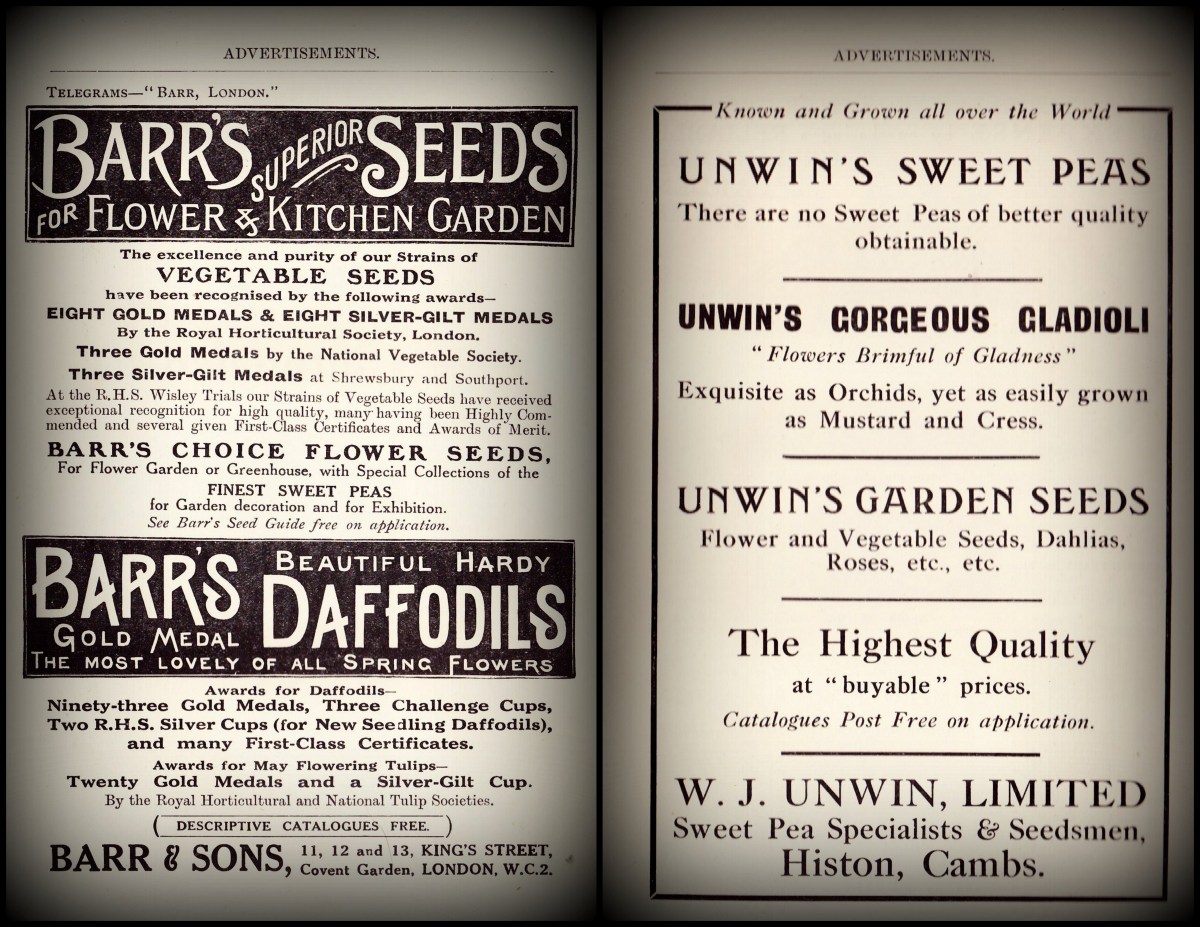 ADVERTISEMENTS.
TELEGRAMS—"BARR, LONDON."
BARR'S SUPERIOR SEEDS
FOR FLOWER & KITCHEN GARDEN
The excellence and purity of our Strains of
VEGETABLE SEEDS
have been recognised by the following awards—
EIGHT GOLD MEDALS & EIGHT SILVER-GILT MEDALS
By the Royal Horticultural Society, London.
Three Gold Medals by the National Vegetable Society.
Three Silver-Gilt Medals at Shrewsbury and Southport.
At the R.H.S. Wisley Trials our Strains of Vegetable Seeds have received
exceptional recognition for high quality, many having been Highly Com-
mended and several given First-Class Certificates and Awards of Merit.
BARR'S CHOICE FLOWER SEEDS,
For Flower Garden or Greenhouse, with Special Collections of the
FINEST SWEET PEAS
for Garden decoration and for Exhibition.
See Barr's Seed Guide free on application.
BARR'S BEAUTIFUL HARDY
GOLD MEDAL DAFFODILS
THE MOST LOVELY OF ALL SPRING FLOWERS
Awards for Daffodils—
Ninety-three Gold Medals, Three Challenge Cups,
Two R.H.S. Silver Cups (for New Seedling Daffodils),
and many First-Class Certificates.
Awards for May Flowering Tulips—
Twenty Gold Medals and a Silver-Gilt Cup.
By the Royal Horticultural and National Tulip Societies.
( DESCRIPTIVE CATALOGUES FREE. )
BARR & SONS, 11, 12 and 13, KING'S STREET,
Covent Garden, LONDON, W.C.2.
ADVERTISEMENTS.
Known and Grown all over the World
UNWIN'S SWEET PEAS
There are no Sweet Peas of better quality
obtainable.
UNWIN'S GORGEOUS GLADIOLI
"Flowers Brimful of Gladness"
Exquisite as Orchids, yet as easily grown
as Mustard and Cress.
UNWIN'S GARDEN SEEDS
Flower and Vegetable Seeds, Dahlias,
Roses, etc., etc.
The Highest Quality
at "buyable" prices.
Catalogues Post Free on application.
W. J. UNWIN, LIMITED
Sweet Pea Specialists & Seedsmen,
Histon, Cambs.